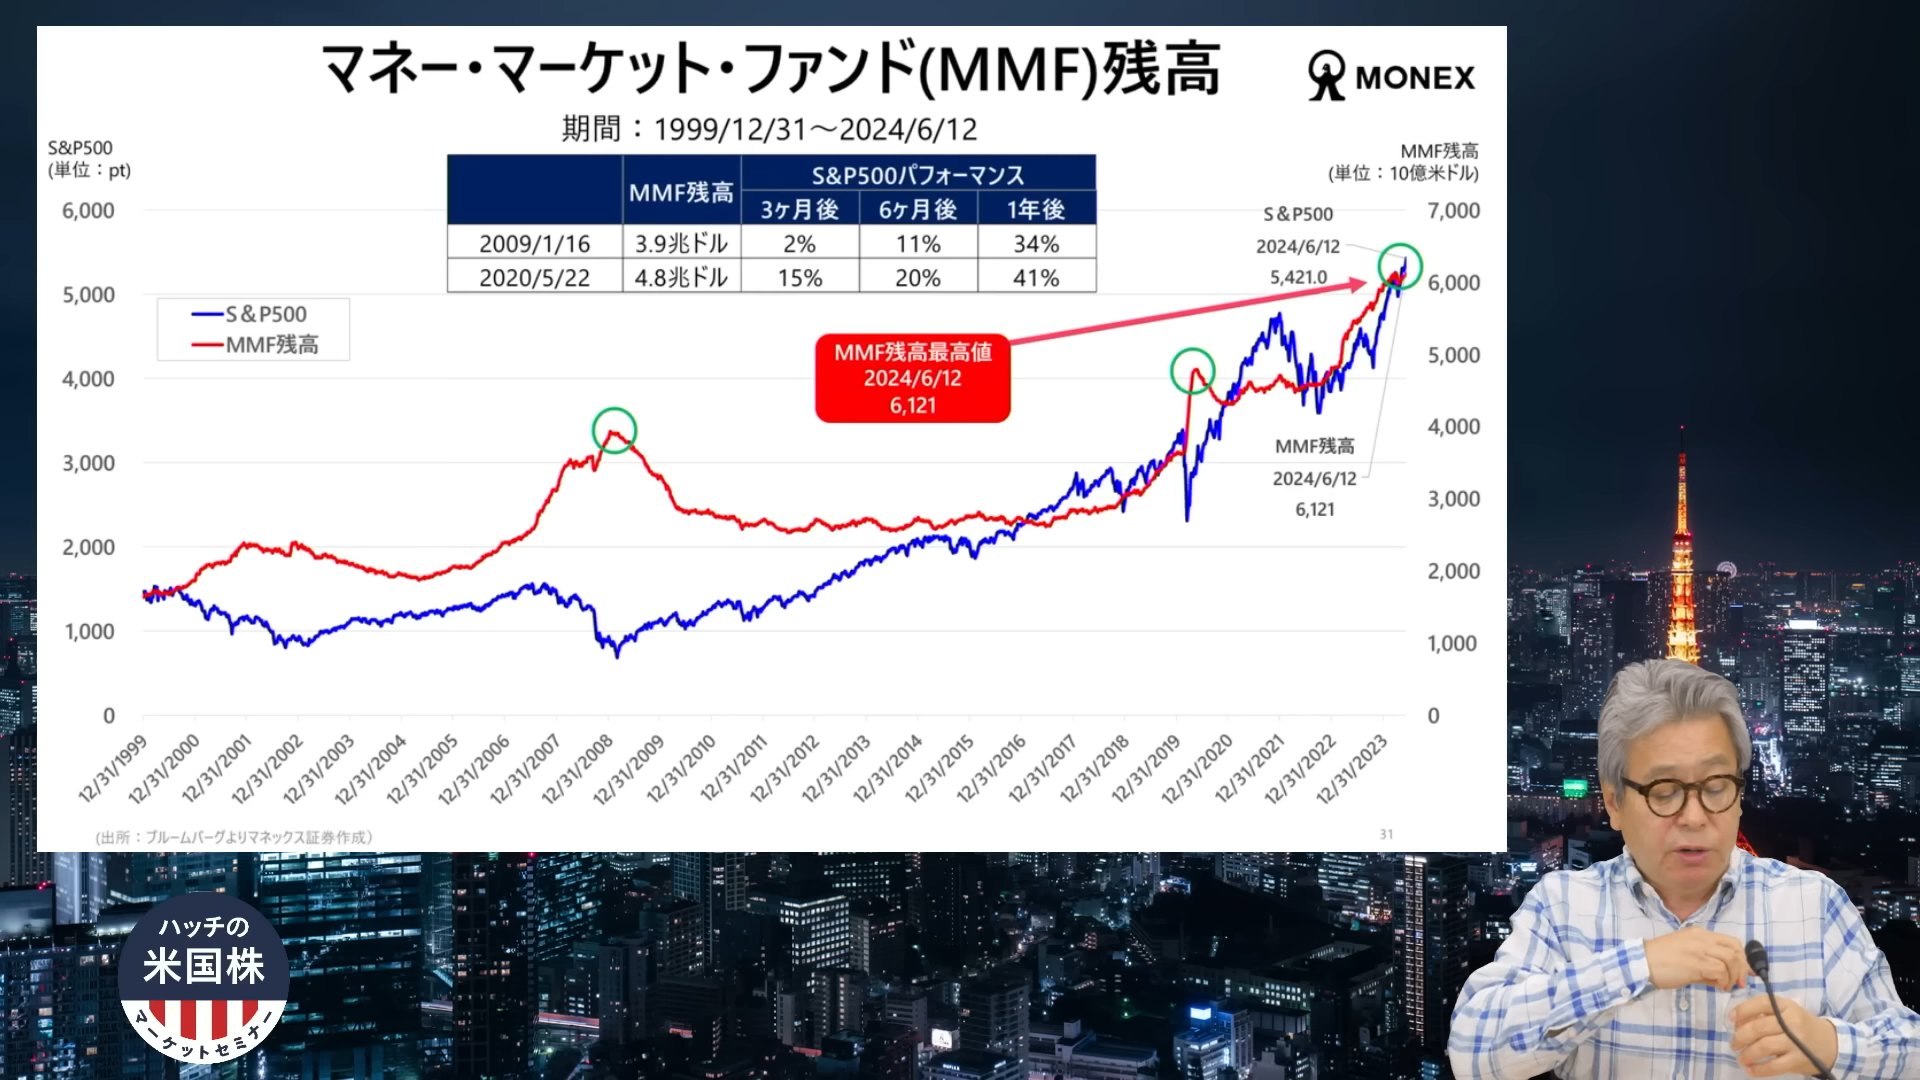 マネー・マーケット・ファンド(MMF)残高
MONEX
期間：1999/12/31～2024/6/12
S&P500
(単位：pt)
MMF残高
(単位：10億米ドル)
MMF残高 S&P500パフォーマンス
3ヶ月後 6ヶ月後 1年後
2009/1/16 3.9兆ドル 2% 11% 34%
2020/5/22 4.8兆ドル 15% 20% 41%
6,000
5,000
4,000
3,000
2,000
1,000
0
S＆P500
MMF残高
MMF残高最高値
2024/6/12
6,121
S＆P500
2024/6/12
5,421.0
MMF残高
2024/6/12
6,121
7,000
6,000
5,000
4,000
3,000
2,000
1,000
0
12/31/1999
12/31/2000
12/31/2001
12/31/2002
12/31/2003
12/31/2004
12/31/2005
12/31/2006
12/31/2007
12/31/2008
12/31/2009
12/31/2010
12/31/2011
12/31/2012
12/31/2013
12/31/2014
12/31/2015
12/31/2016
12/31/2017
12/31/2018
12/31/2019
12/31/2020
12/31/2021
12/31/2022
12/31/2023
(出所：ブルームバーグよりマネックス証券作成)
31
ハッチの
米国株
マーケットセミナー